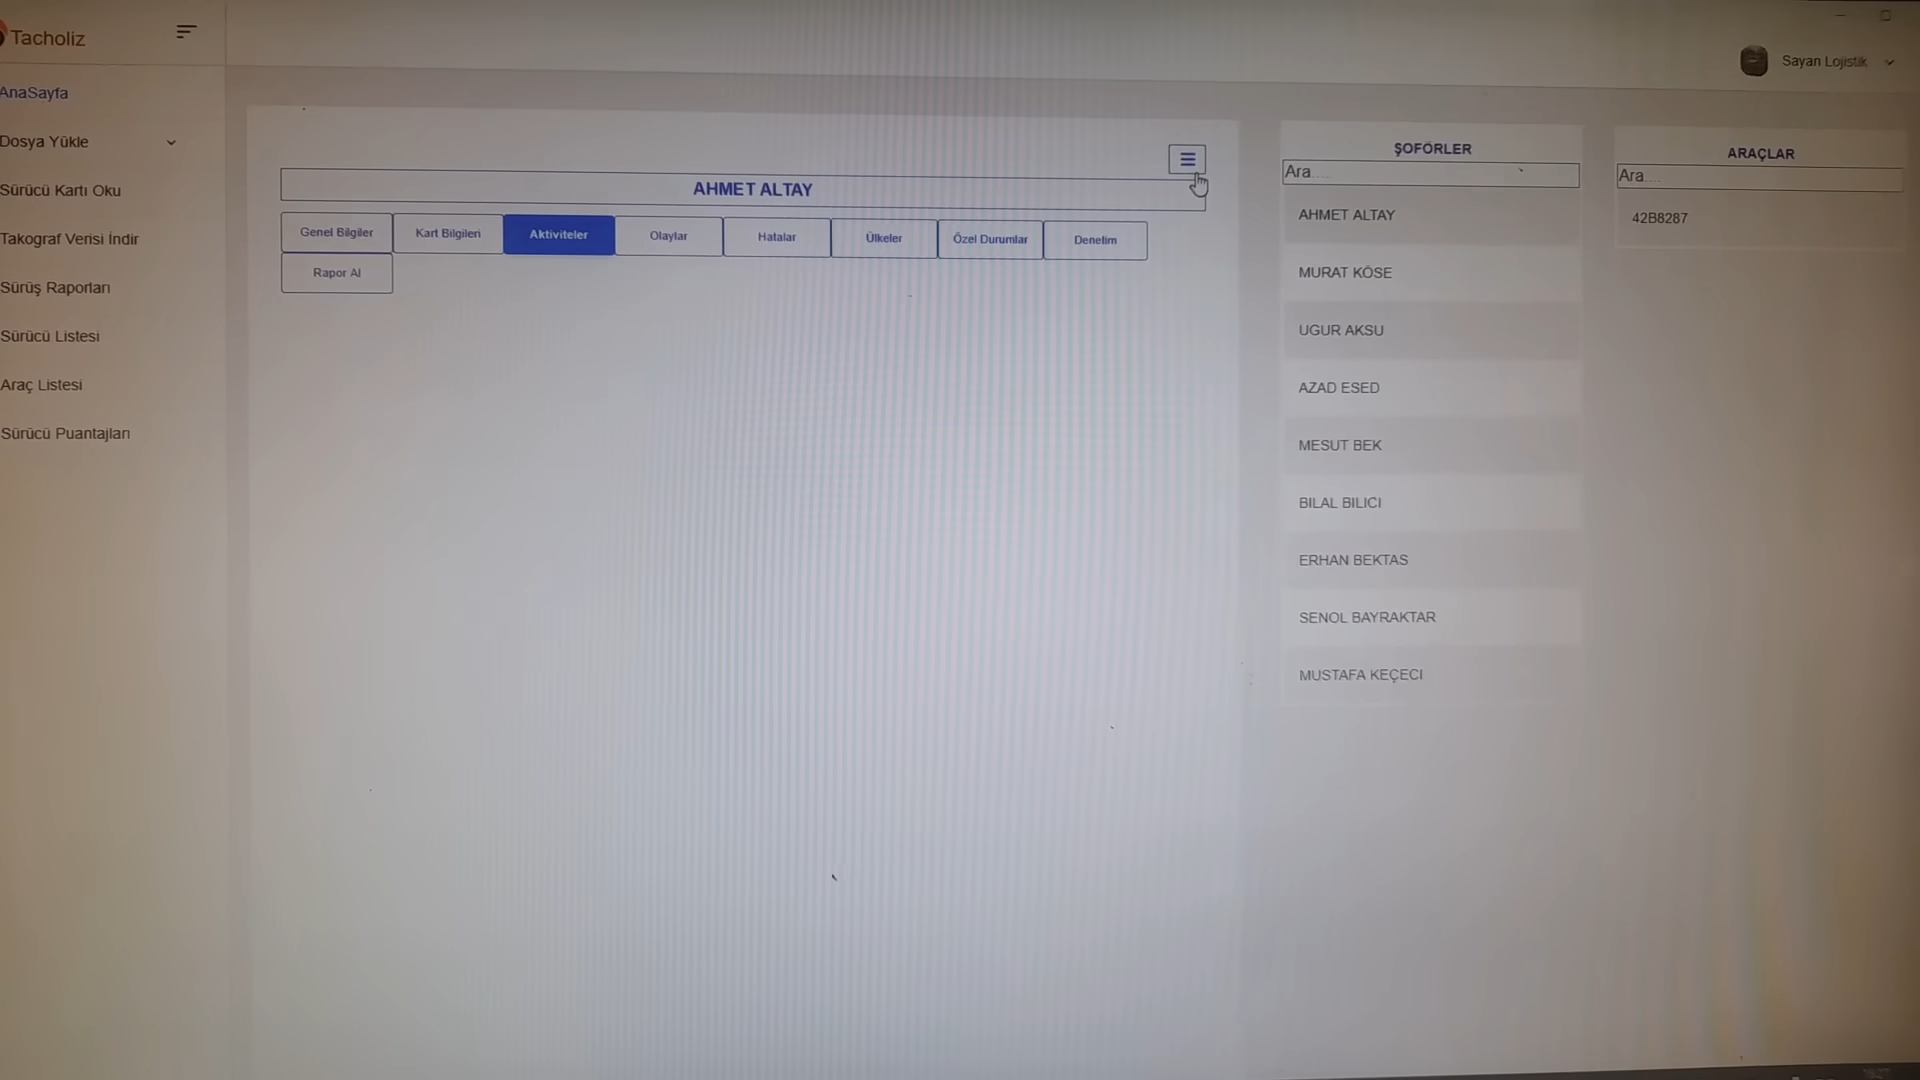 Tacholiz
Sayan Lojistik
AnaSayfa
Dosya Yükle
Sürücü Kartı Oku
Takograf Verisi İndir
Sürüş Raporları
Sürücü Listesi
Araç Listesi
Sürücü Puantajları
AHMET ALTAY
Genel Bilgiler
Kart Bilgileri
Aktiviteler
Olaylar
Hatalar
Ülkeler
Özel Durumlar
Denetim
Rapor Al
ŞOFÖRLER
Ara....
AHMET ALTAY
MURAT KÖSE
UGUR AKSU
AZAD ESED
MESUT BEK
BILAL BILICI
ERHAN BEKTAS
SENOL BAYRAKTAR
MUSTAFA KEÇECI
ARAÇLAR
Ara....
42B8287